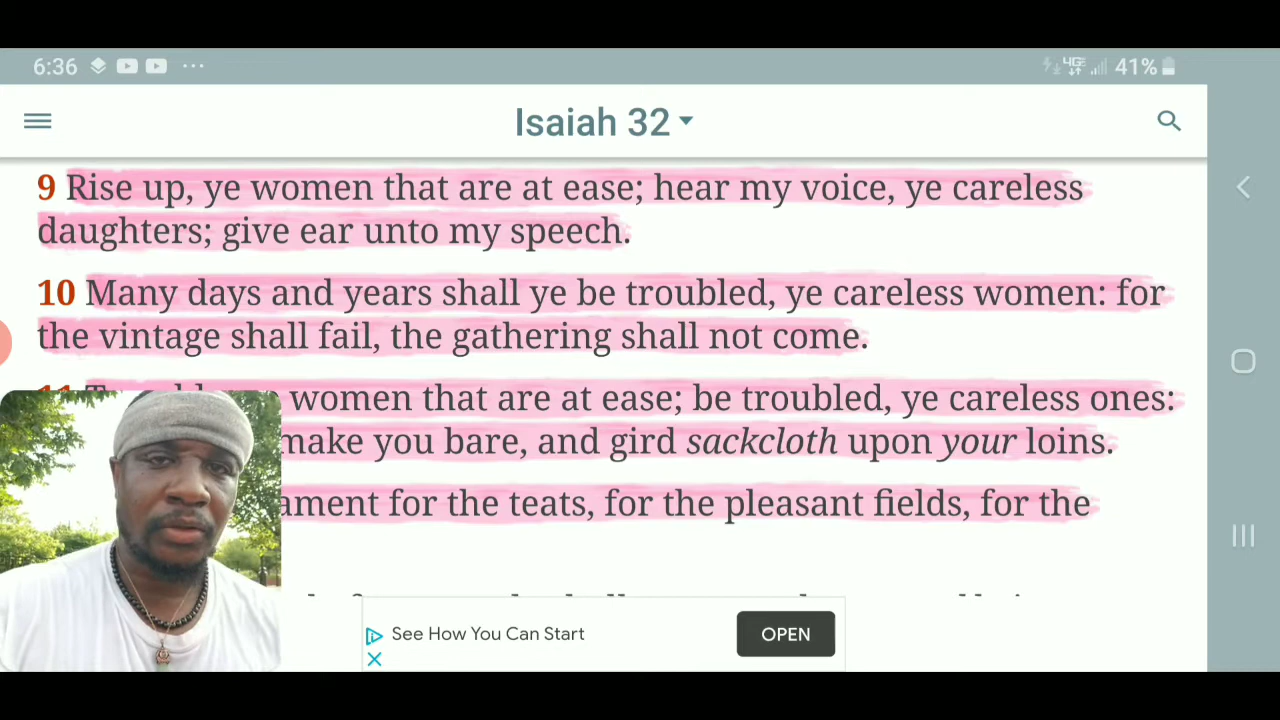 6:36 ... 4GE 41%
Isaiah 32
9 Rise up, ye women that are at ease; hear my voice, ye careless
daughters; give ear unto my speech.
10 Many days and years shall ye be troubled, ye careless women: for
the vintage shall fail, the gathering shall not come.
women that are at ease; be troubled, ye careless ones:
make you bare, and gird sackcloth upon your loins.
ament for the teats, for the pleasant fields, for the
See How You Can Start
OPEN